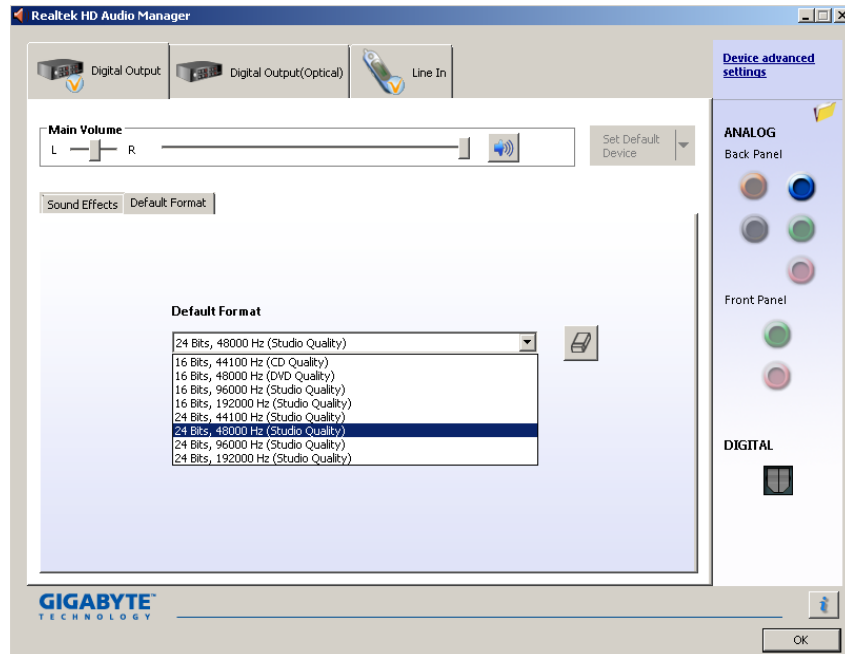 Realtek HD Audio Manager
Digital Output
Digital Output(Optical)
Line In
Device advanced
settings
Main Volume
L
R
Set Default
Device
ANALOG
Back Panel
Sound Effects
Default Format
Front Panel
Default Format
24 Bits, 48000 Hz (Studio Quality)
16 Bits, 44100 Hz (CD Quality)
16 Bits, 48000 Hz (DVD Quality)
16 Bits, 96000 Hz (Studio Quality)
16 Bits, 192000 Hz (Studio Quality)
24 Bits, 44100 Hz (Studio Quality)
24 Bits, 48000 Hz (Studio Quality)
24 Bits, 96000 Hz (Studio Quality)
24 Bits, 192000 Hz (Studio Quality)
DIGITAL
GIGABYTE™
TECHNOLOGY
i
OK